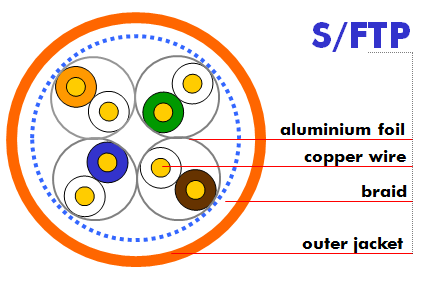 S/FTP
aluminium foil
copper wire
braid
outer jacket